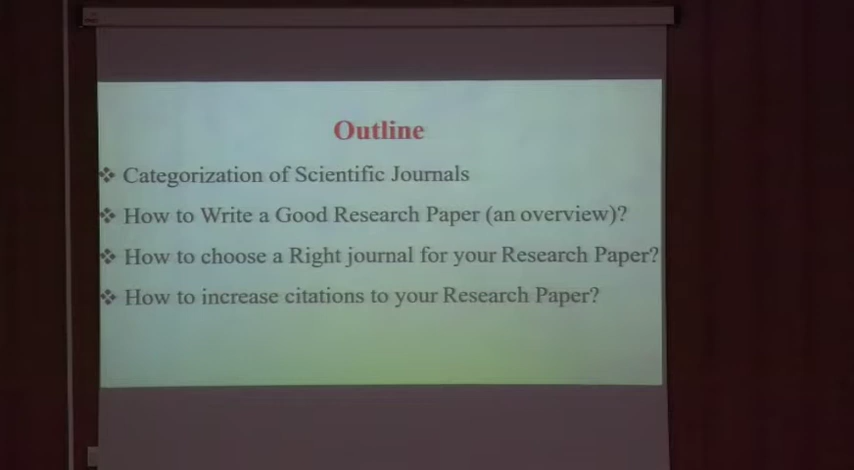 Outline
❖ Categorization of Scientific Journals
❖ How to Write a Good Research Paper (an overview)?
❖ How to choose a Right journal for your Research Paper?
❖ How to increase citations to your Research Paper?